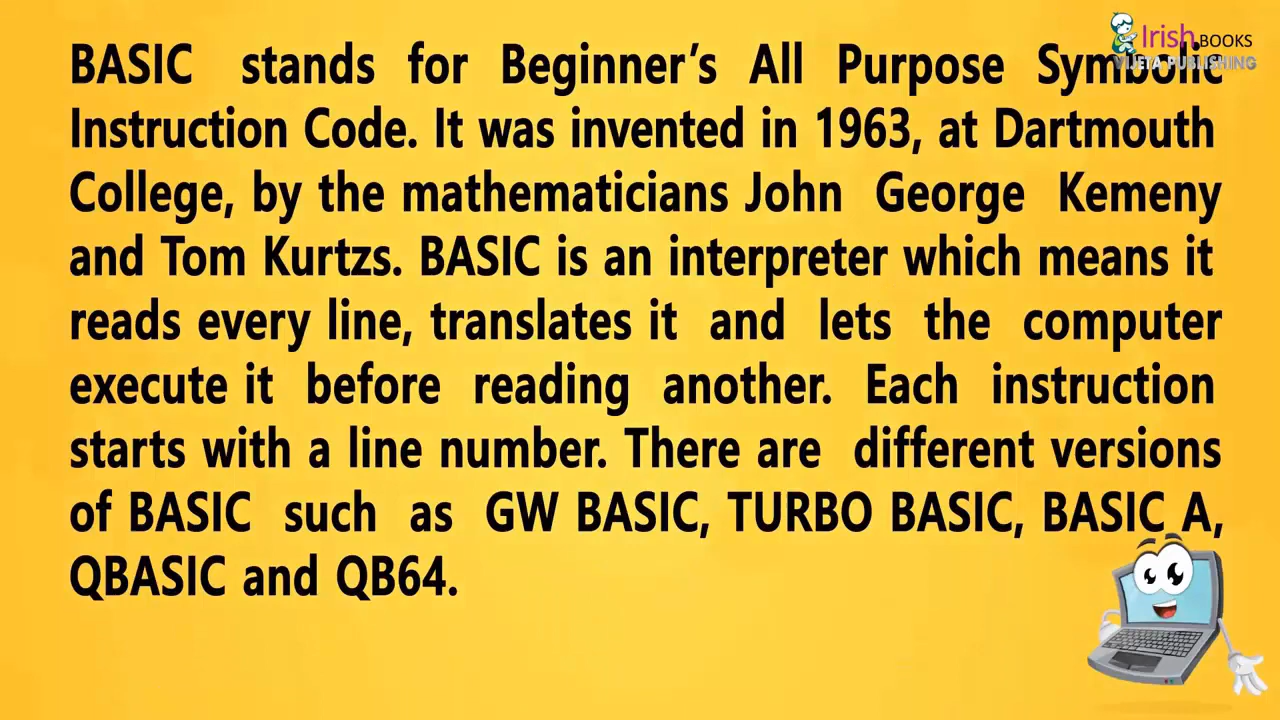 Irish BOOKS
VIJETA PUBLISHING
BASIC stands for Beginner’s All Purpose Symbolic
Instruction Code. It was invented in 1963, at Dartmouth
College, by the mathematicians John George Kemeny
and Tom Kurtzs. BASIC is an interpreter which means it
reads every line, translates it and lets the computer
execute it before reading another. Each instruction
starts with a line number. There are different versions
of BASIC such as GW BASIC, TURBO BASIC, BASIC A,
QBASIC and QB64.